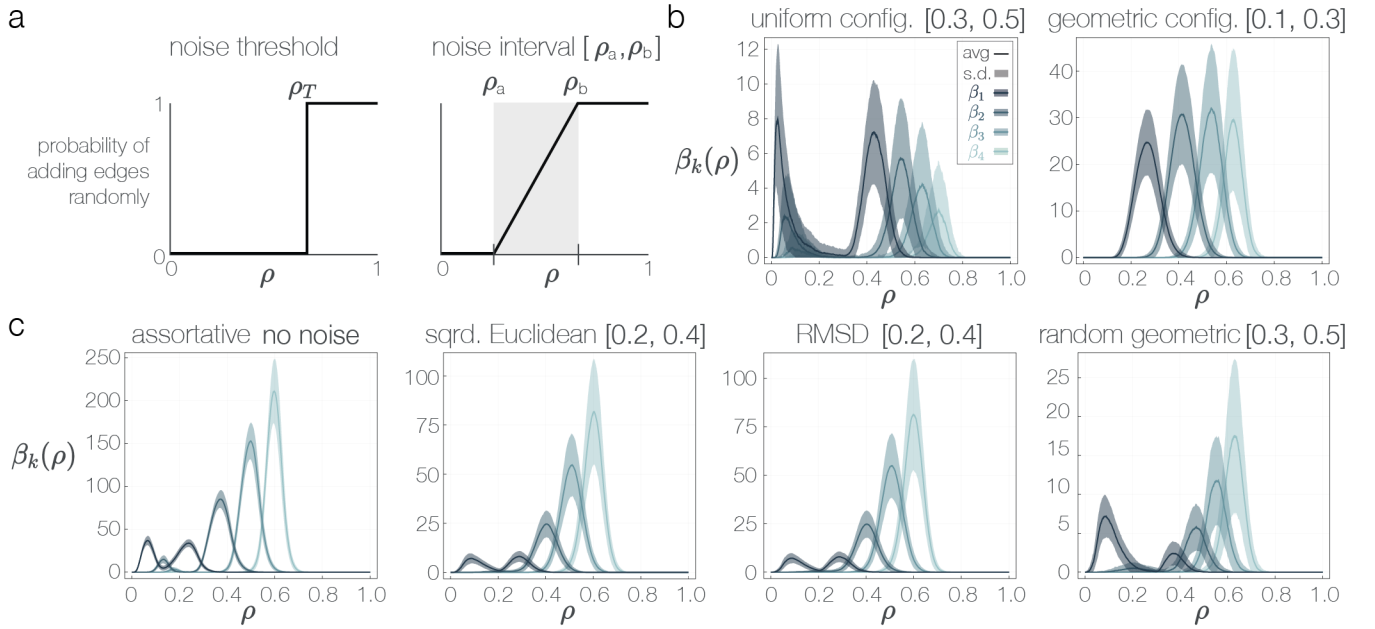 a
noise threshold
ρT
1
probability of
adding edges
randomly
0
0
ρ
1
noise interval [ρa,ρb]
ρa
ρb
0
ρ
1
b
uniform config. [0.3, 0.5]
12
10
8
6
4
2
0
βk(ρ)
avg
s.d.
β1
β2
β3
β4
0
0.2
0.4
0.6
0.8
1.0
ρ
geometric config. [0.1, 0.3]
40
30
20
10
0
0
0.2
0.4
0.6
0.8
1.0
ρ
c
assortative no noise
250
200
150
100
50
0
βk(ρ)
0
0.2
0.4
0.6
0.8
1.0
ρ
sqrd. Euclidean [0.2, 0.4]
100
75
50
25
0
0
0.2
0.4
0.6
0.8
1.0
ρ
RMSD [0.2, 0.4]
100
75
50
25
0
0
0.2
0.4
0.6
0.8
1.0
ρ
random geometric [0.3, 0.5]
25
20
15
10
5
0
0
0.2
0.4
0.6
0.8
1.0
ρ